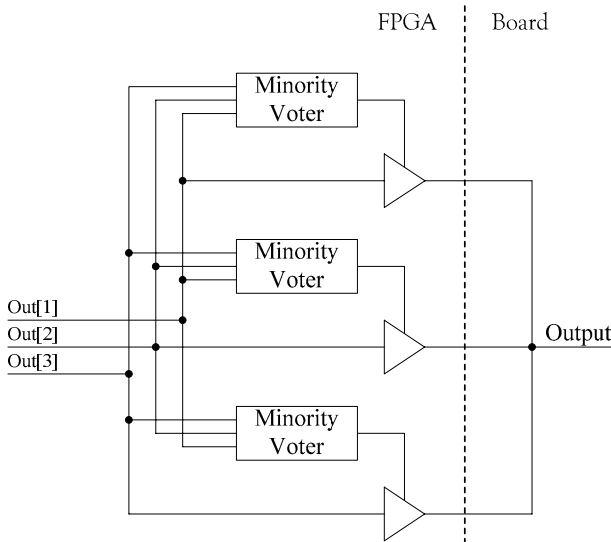 FPGA Board
Minority
Voter
Minority
Voter
Out[1]
Out[2]
Out[3]
Output
Minority
Voter